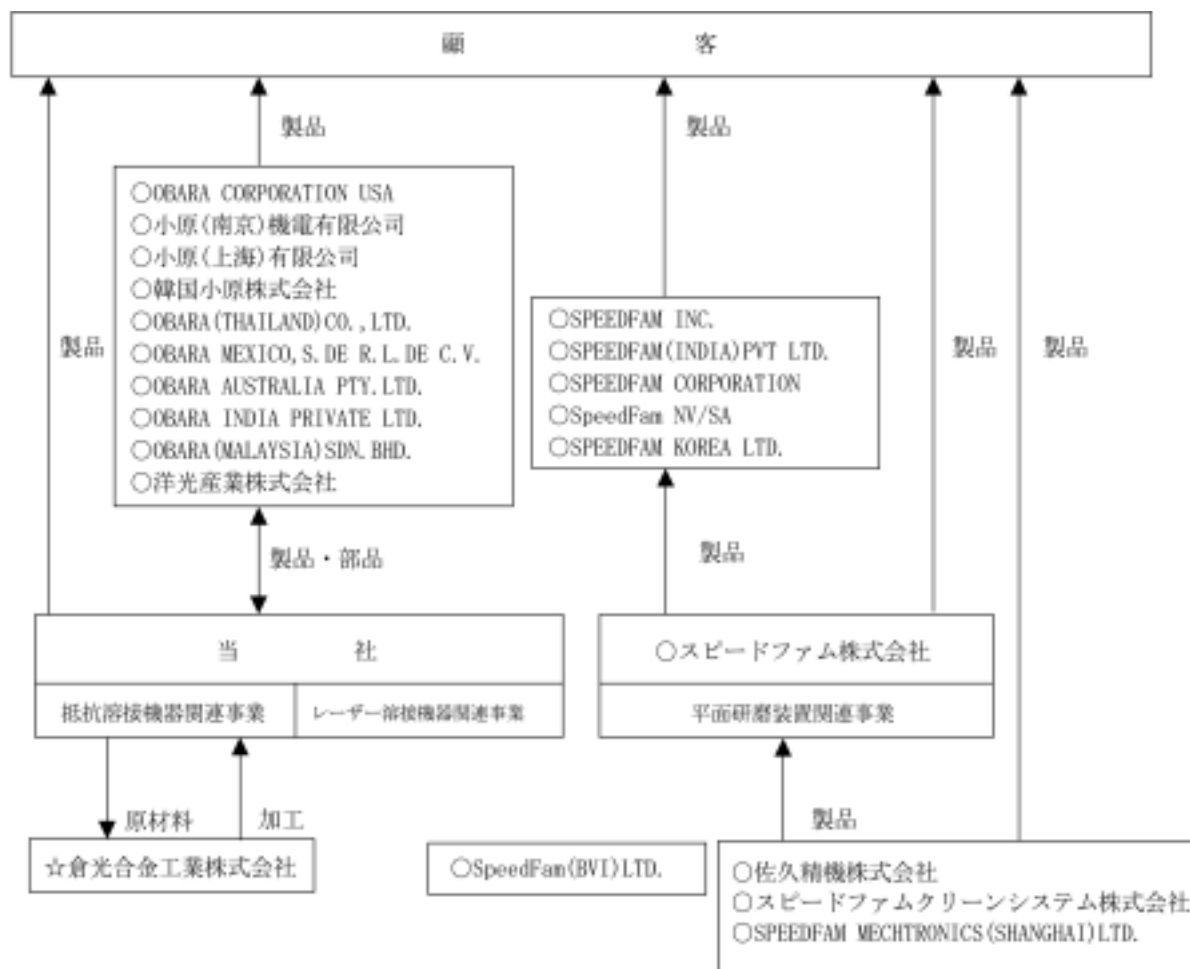 顧客
製品
製品
○OBARA CORPORATION USA
○小原(南京)機電有限公司
○小原(上海)有限公司
○韓国小原株式会社
○OBARA(THAILAND)CO.,LTD.
○OBARA MEXICO,S.DE R.L.DE C.V.
○OBARA AUSTRALIA PTY.LTD.
○OBARA INDIA PRIVATE LTD.
○OBARA(MALAYSIA)SDN.BHD.
○洋光産業株式会社
○SPEEDFAM INC.
○SPEEDFAM(INDIA)PVT LTD.
○SPEEDFAM CORPORATION
○SpeedFam NV/SA
○SPEEDFAM KOREA LTD.
製品
製品
製品
製品・部品
製品
当社
抵抗溶接機器関連事業
レーザー溶接機器関連事業
○スピードファム株式会社
平面研磨装置関連事業
原材料
加工
製品
☆倉光合金工業株式会社
○SpeedFam(BVI)LTD.
○佐久精機株式会社
○スピードファムクリーンシステム株式会社
○SPEEDFAM MECHTRONICS(SHANGHAI)LTD.